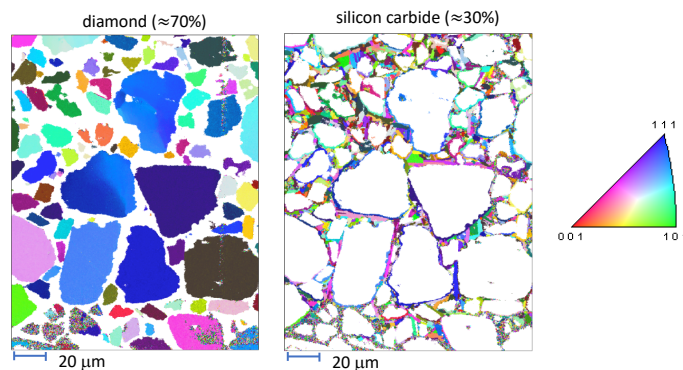 diamond (≈70%)
silicon carbide (≈30%)
1 1 1
0 0 1
1 0
20 μm
20 μm